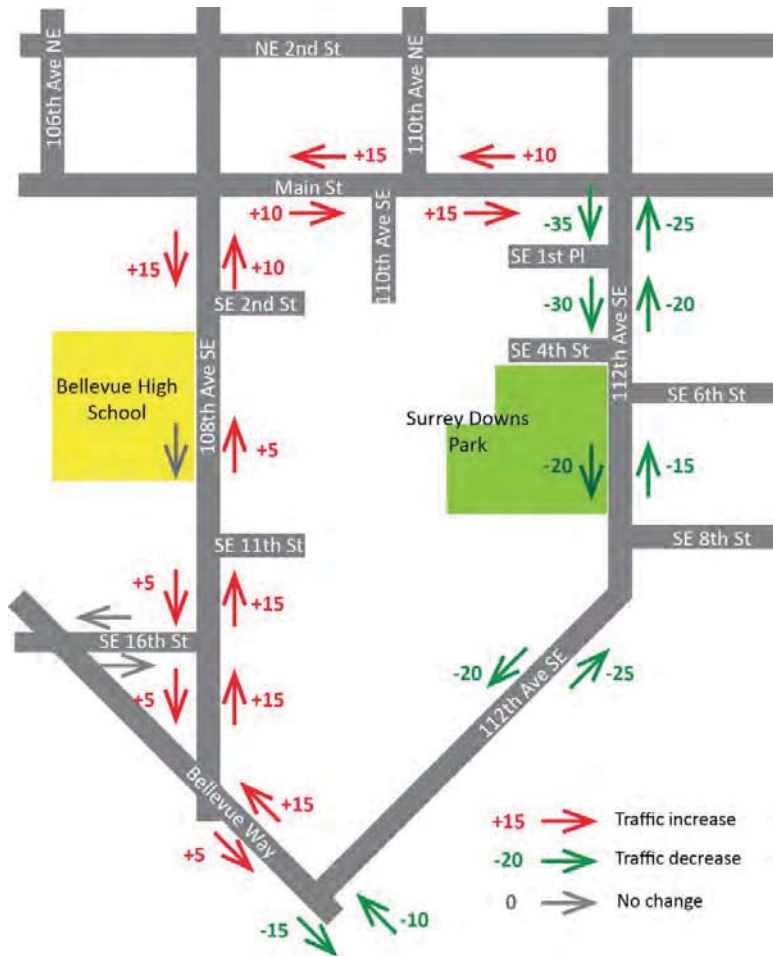 NE 2nd St
106th Ave NE
110th Ave NE
+15
+10
Main St
+10
+15
-35
-25
110th Ave SE
+15
+10
SE 1st Pl
SE 2nd St
-30
-20
SE 4th St
112th Ave SE
Bellevue High
School
108th Ave SE
SE 6th St
Surrey Downs
Park
+5
-20
-15
SE 11th St
SE 8th St
+5
+15
SE 16th St
+5
+15
-20
-25
112th Ave SE
Bellevue Way
+15
+5
-15
-10
+15 Traffic increase
-20 Traffic decrease
0 No change